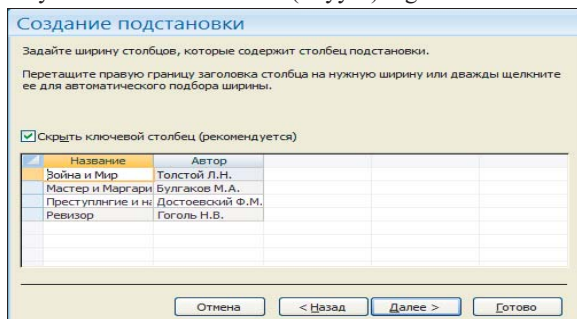 Создание подстановки
Задайте ширину столбцов, которые содержит столбец подстановки.
Перетащите правую границу заголовка столбца на нужную ширину или дважды щелкните
ее для автоматического подбора ширины.
Скрыть ключевой столбец (рекомендуется)
Название Автор
Война и Мир Толстой Л.Н.
Мастер и Маргари Булгаков М.А.
Преступлнгие и на Достоевский Ф.М.
Ревизор Гоголь Н.В.
Отмена < Назад Далее > Готово